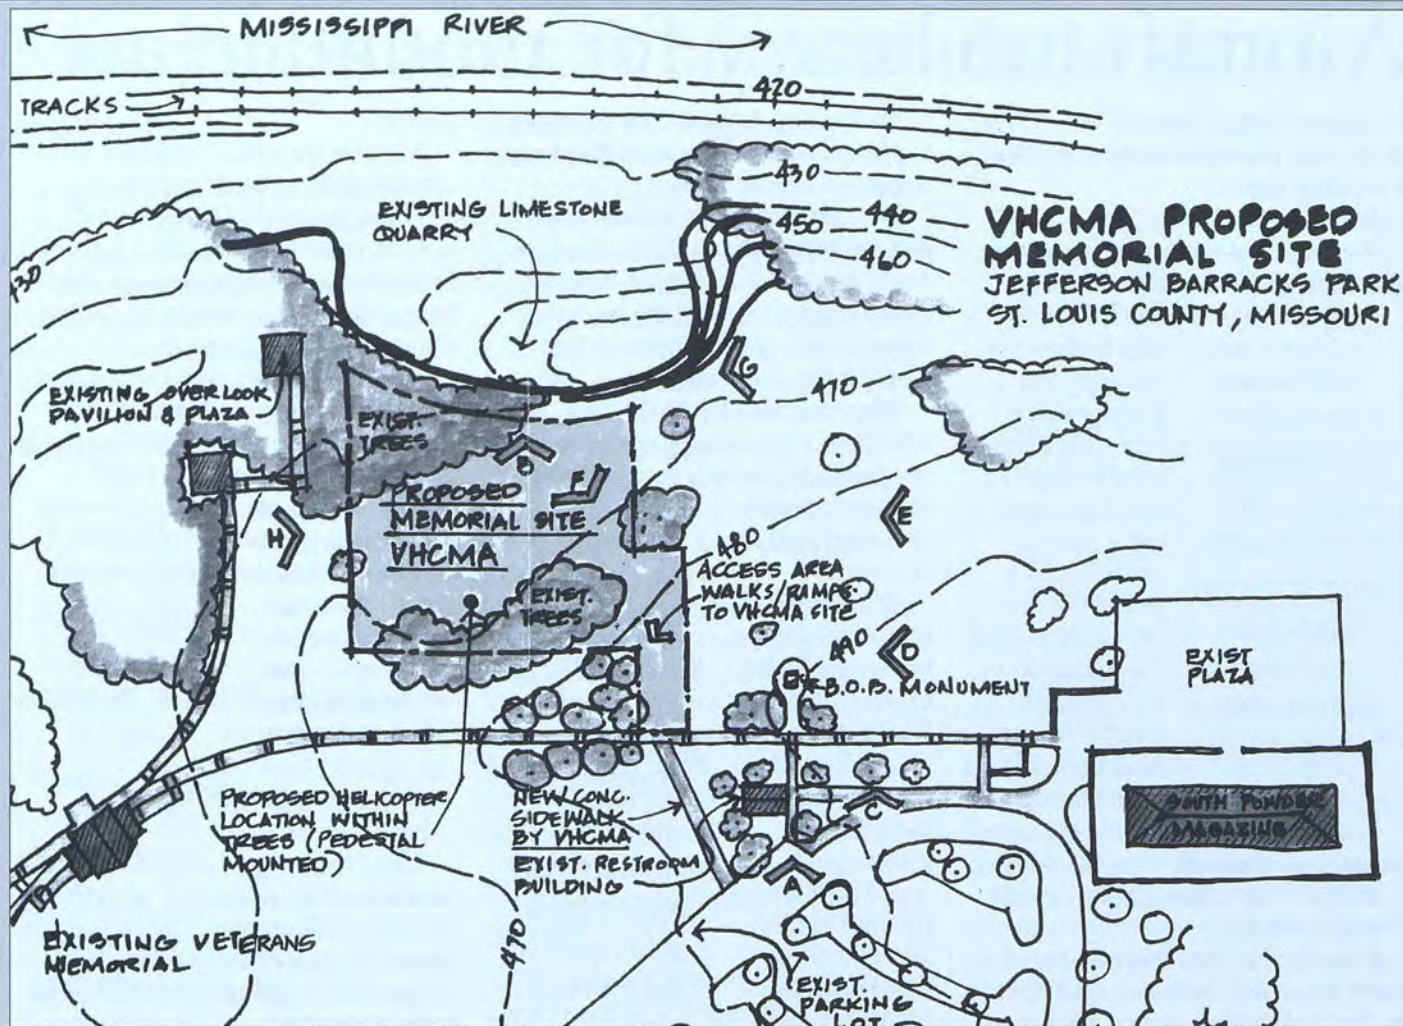 MISSISSIPPI RIVER
TRACKS
420
430
EXISTING LIMESTONE
QUARRY
450
440
460
VHCMA PROPOSED
MEMORIAL SITE
JEFFERSON BARRACKS PARK
ST. LOUIS COUNTY, MISSOURI
430
EXISTING OVERLOOK
PAVILION & PLAZA
EXIST.
TREES
G
470
B
F
PROPOSED
MEMORIAL SITE
VHCMA
H
E
480
ACCESS AREA
WALKS/RAMPS
TO VHCMA SITE
EXIST.
TREES
490
D
B.O.B. MONUMENT
EXIST
PLAZA
PROPOSED HELICOPTER
LOCATION WITHIN
TREES (PEDESTAL
MOUNTED)
NEW CONC.
SIDEWALK
BY VHCMA
EXIST. RESTROOM
BUILDING
C
A
SOUTH POWDER
MAGAZINE
EXISTING VETERANS
MEMORIAL
470
EXIST.
PARKING
LOT